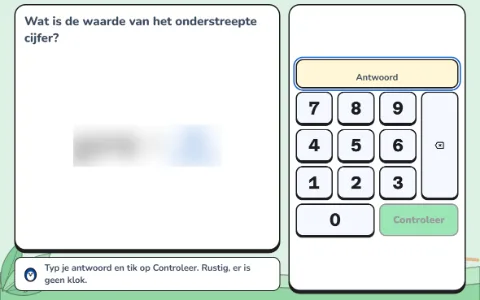 Wat is de waarde van het onderstreepte
cijfer?
Antwoord
7 8 9
4 5 6
1 2 3
0 Controleer
Typ je antwoord en tik op Controleer. Rustig, er is
geen klok.